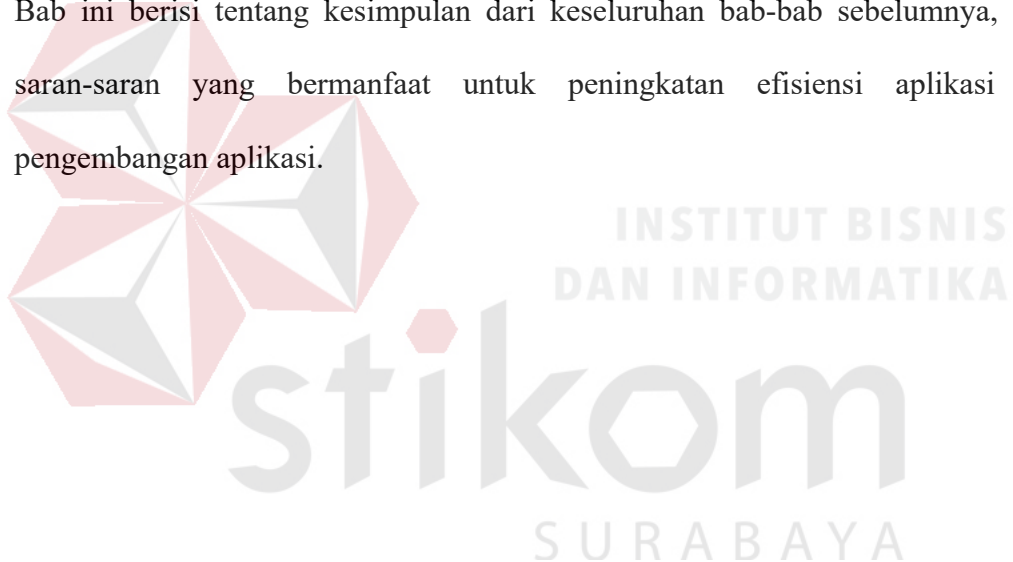 Bab ini berisi tentang kesimpulan dari keseluruhan bab-bab sebelumnya,
saran-saran yang bermanfaat untuk peningkatan efisiensi aplikasi
pengembangan aplikasi.
INSTITUT BISNIS
DAN INFORMATIKA
stikom
SURABAYA